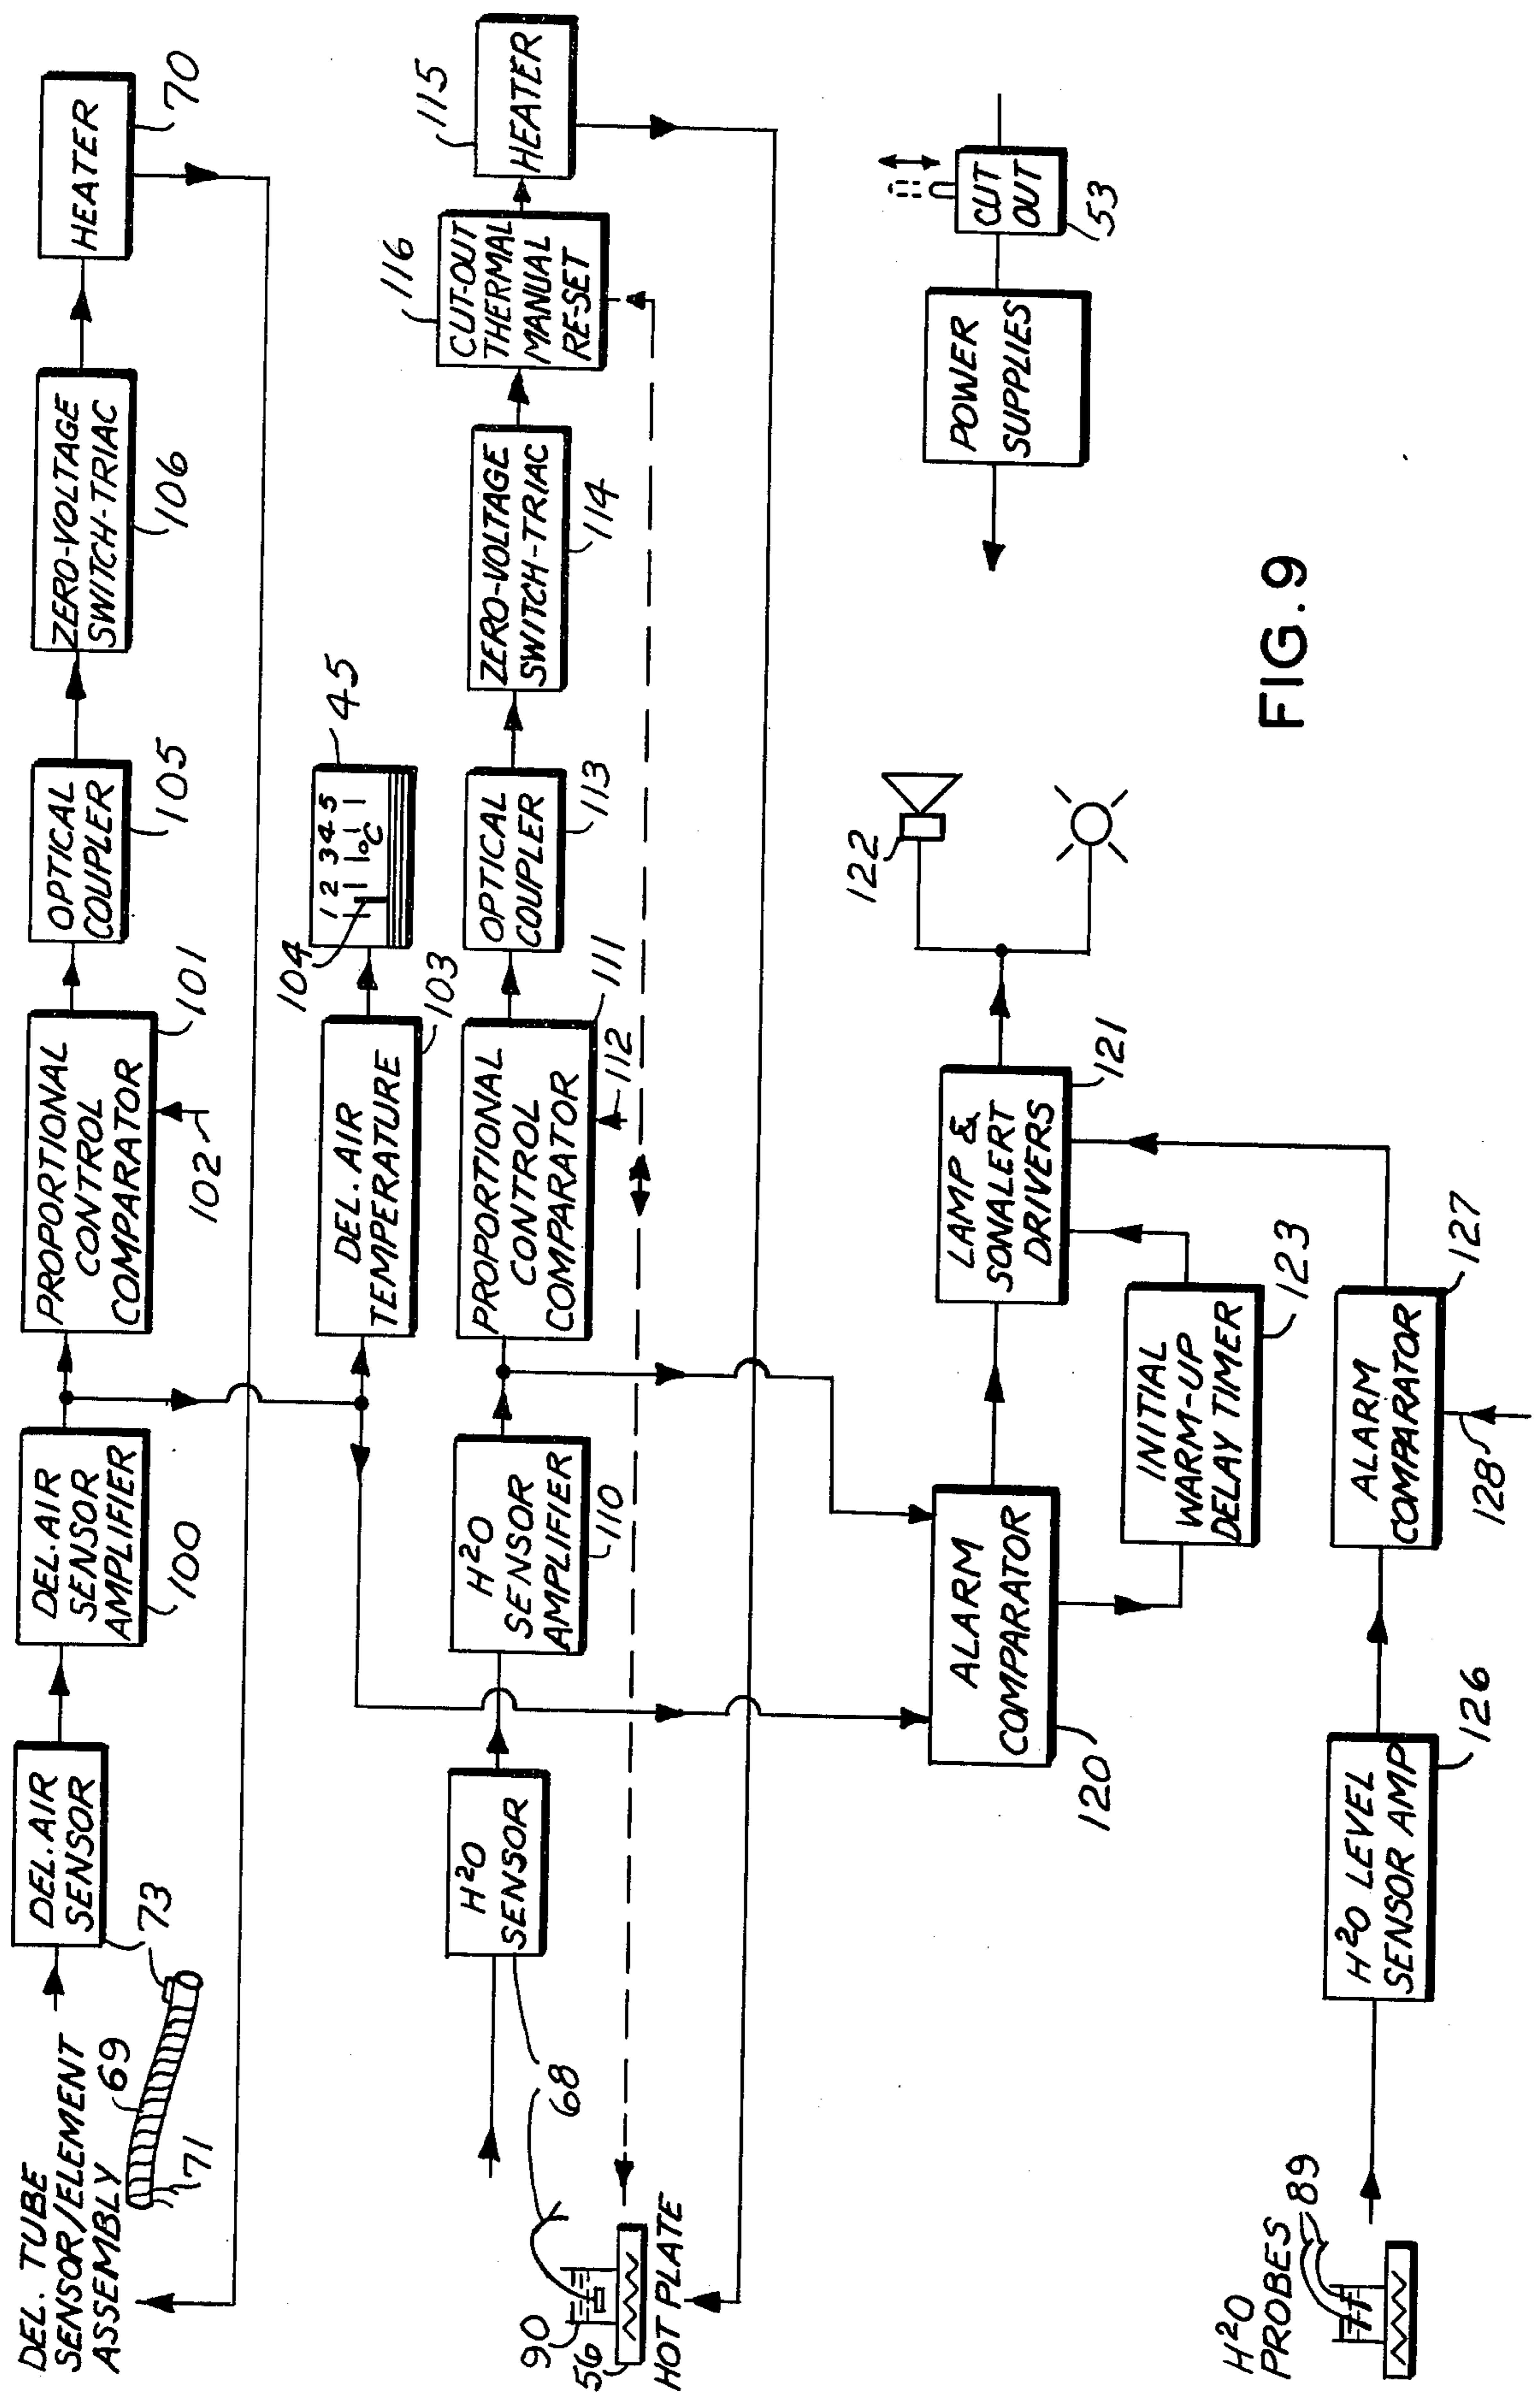 DEL. TUBE
SENSOR/ELEMENT
ASSEMBLY
69
71
73
DEL. AIR
SENSOR
DEL. AIR
SENSOR
AMPLIFIER
100
PROPORTIONAL
CONTROL
COMPARATOR
101
102
OPTICAL
COUPLER
105
ZERO-VOLTAGE
SWITCH-TRIAC
106
HEATER
70
DEL. AIR
TEMPERATURE
103
104
1 2 3 4 5
°C
45
90
56
HOT PLATE
68
H²O
SENSOR
H²O
SENSOR
AMPLIFIER
110
PROPORTIONAL
CONTROL
COMPARATOR
111
112
OPTICAL
COUPLER
113
ZERO-VOLTAGE
SWITCH-TRIAC
114
CUT-OUT
THERMAL
MANUAL
RE-SET
116
HEATER
115
ALARM
COMPARATOR
120
LAMP &
SONALERT
DRIVERS
121
122
INITIAL
WARM-UP
DELAY TIMER
123
POWER
SUPPLIES
CUT
OUT
53
H²O
PROBES
89
H²O LEVEL
SENSOR AMP
126
ALARM
COMPARATOR
127
128
FIG. 9